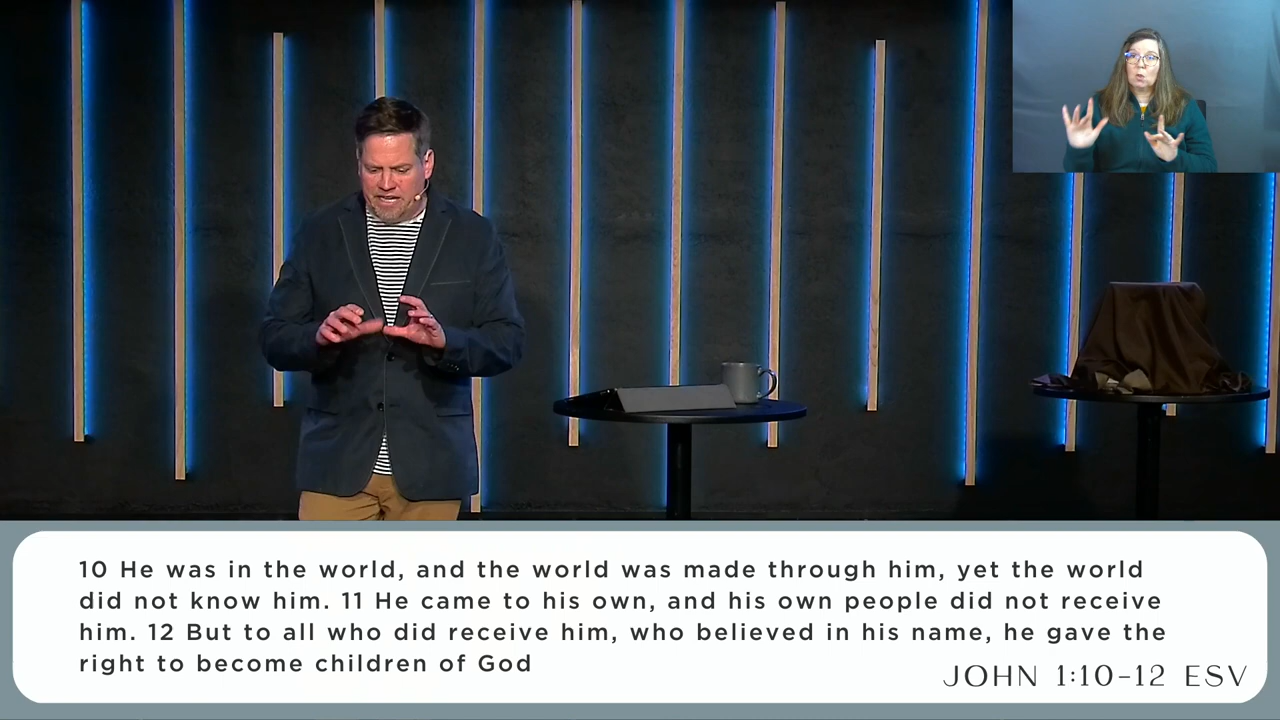 10 He was in the world, and the world was made through him, yet the world
did not know him. 11 He came to his own, and his own people did not receive
him. 12 But to all who did receive him, who believed in his name, he gave the
right to become children of God
JOHN 1:10-12 ESV